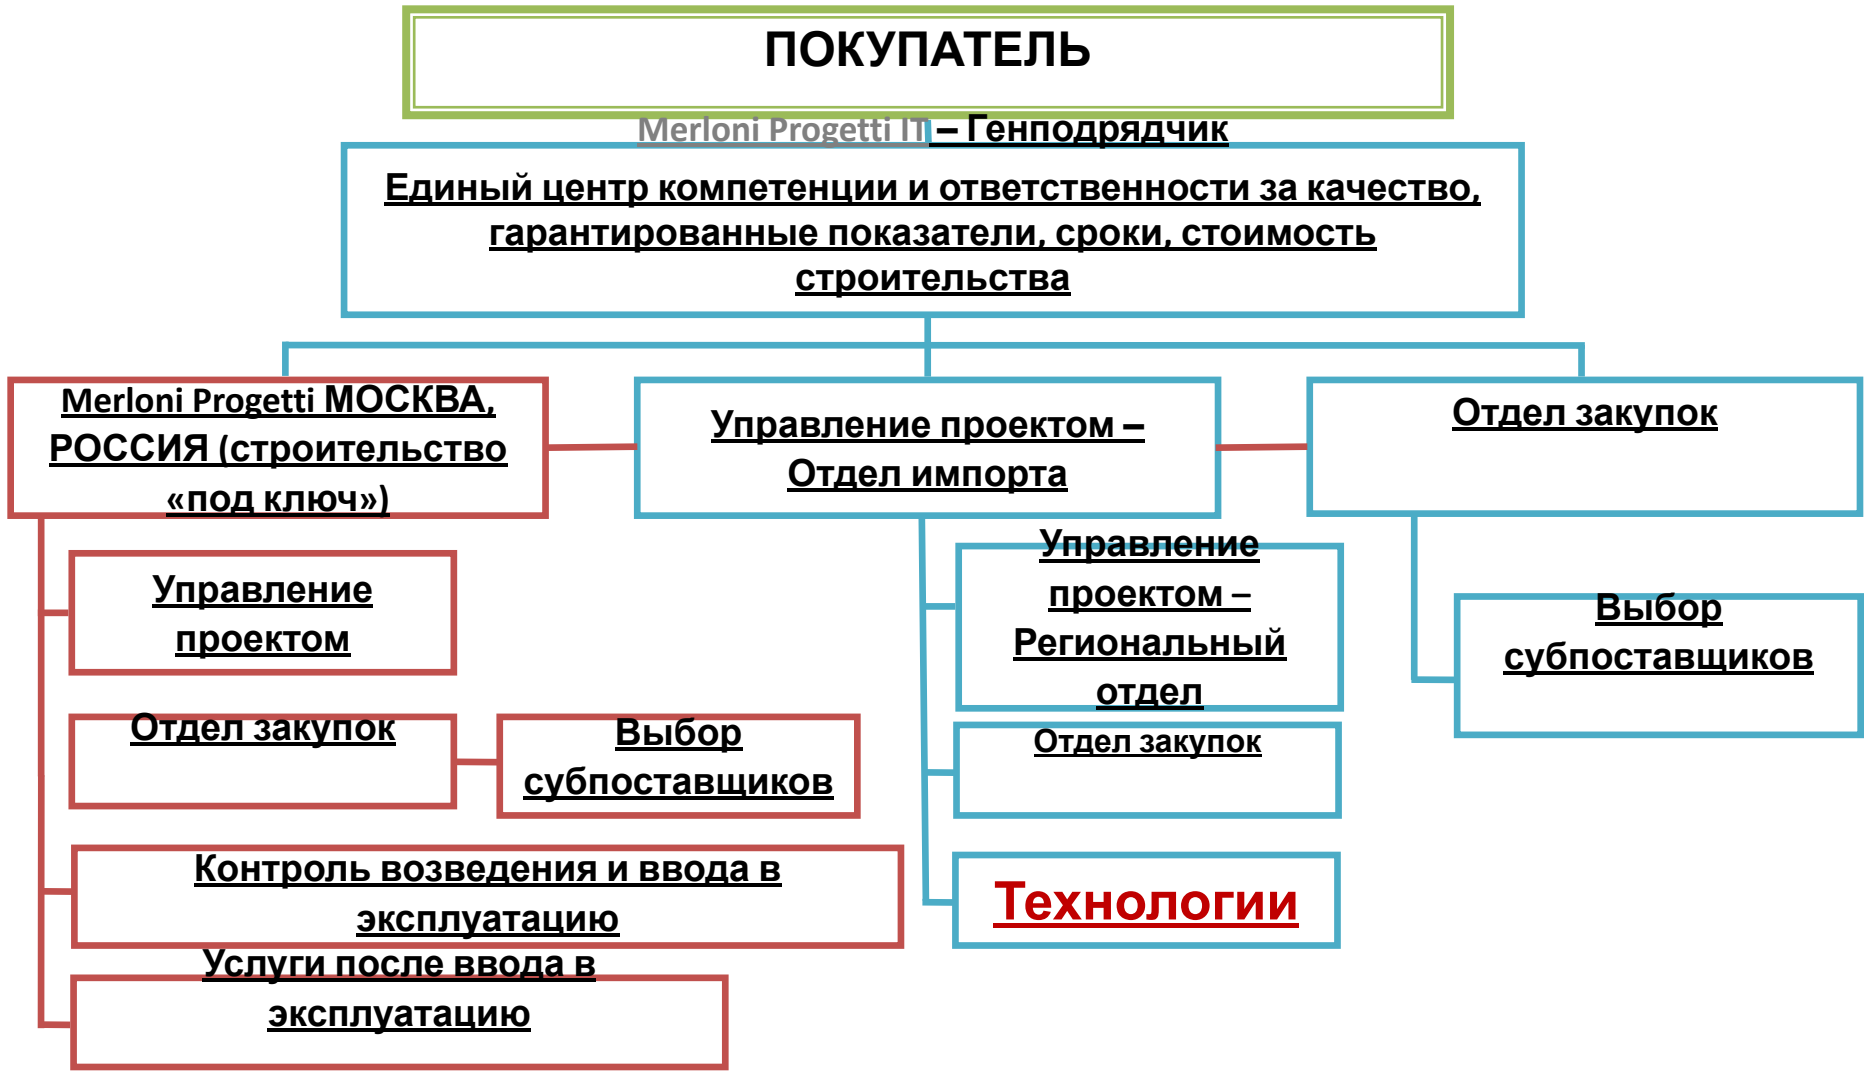 ПОКУПАТЕЛЬ
Merloni Progetti IT – Генподрядчик
Единый центр компетенции и ответственности за качество,
гарантированные показатели, сроки, стоимость
строительства
Merloni Progetti МОСКВА,
РОССИЯ (строительство
«под ключ»)
Управление проектом –
Отдел импорта
Отдел закупок
Управление
проектом
Отдел закупок
Выбор
субпоставщиков
Контроль возведения и ввода в
эксплуатацию
Услуги после ввода в
эксплуатацию
Управление
проектом –
Региональный
отдел
Отдел закупок
Технологии
Выбор
субпоставщиков